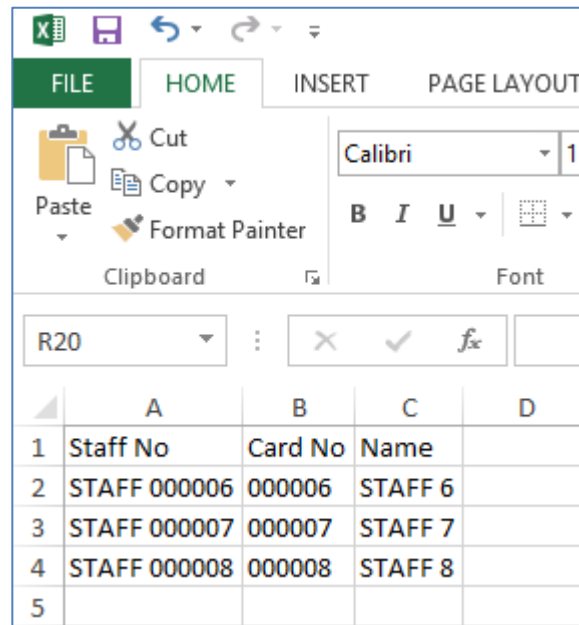 FILE HOME INSERT PAGE LAYOUT
Cut
Copy
Format Painter
Paste
Calibri 1
B I U
Clipboard Font
R20 fx
A B C D
1 Staff No Card No Name
2 STAFF 000006 000006 STAFF 6
3 STAFF 000007 000007 STAFF 7
4 STAFF 000008 000008 STAFF 8
5